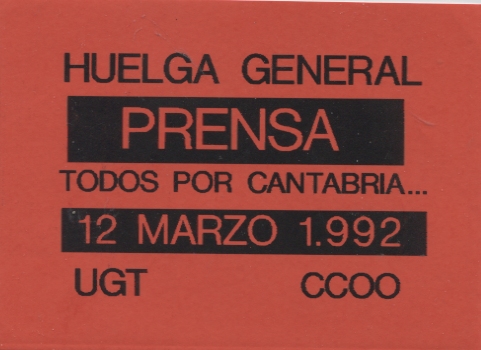 HUELGA GENERAL
PRENSA
TODOS POR CANTABRIA...
12 MARZO 1.992
UGT CCOO